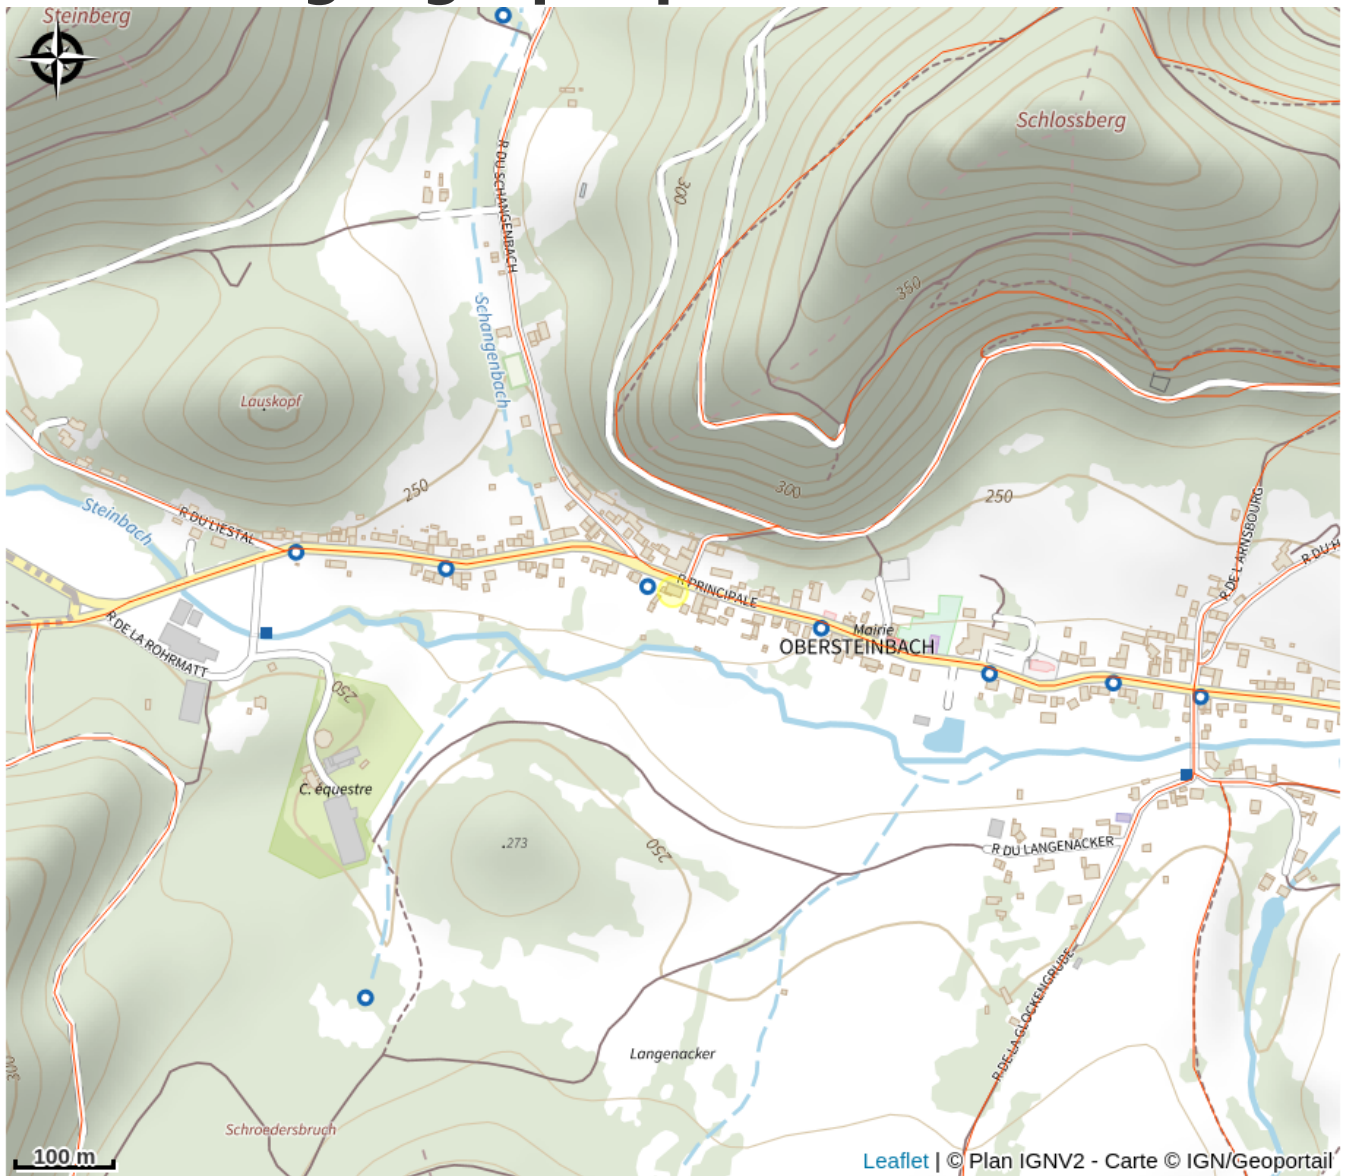 Steinberg
Schlossberg
R DU SCHANGENBACH
300
350
Schangenbach
Lauskopf
250
300
250
Steinbach
R DU LIESTAL
R DE L'ARNSBOURG
R DU H
R PRINCIPALE
R DE LA ROHRMATT
Mairie
OBERSTEINBACH
250
C. équestre
.273
250
R DU LANGENACKER
R DE LA GLOCKENGRUBE
300
Langenacker
Schroedersbruch
100 m
Leaflet | © Plan IGNV2 - Carte © IGN/Geoportail